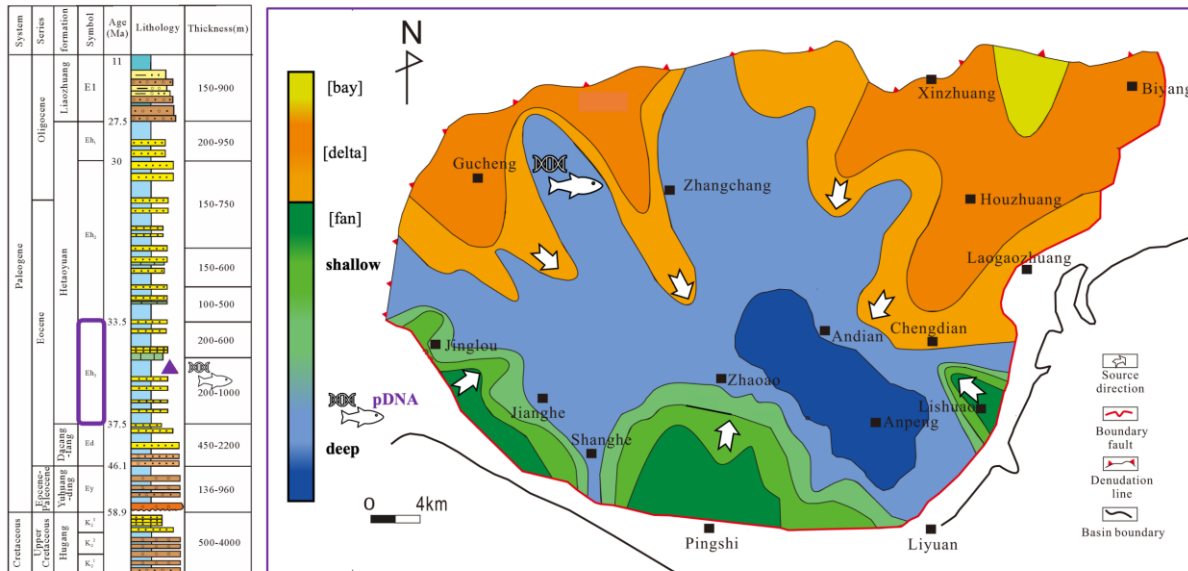 System
Series
formation
Symbol
Age
(Ma)
Lithology
Thickness(m)
Paleogene
Cretaceous
Oligocene
Eocene
Eocene-
Paleocene
Upper
Cretaceous
Liaozhuang
Hetaoyuan
Dacang
-fang
Yuhuang
-ding
Hugang
E1
Eh₁
Eh₂
Eh₃
Ed
Ey
11
27.5
30
33.5
37.5
46.1
58.9
150-900
200-950
150-750
150-600
100-500
200-600
200-1000
450-2200
136-960
500-4000
N
[bay]
[delta]
[fan]
shallow
pDNA
deep
Xinzhuang
Biyang
Gucheng
Zhangchang
Houzhuang
Laogaozhuang
Andian
Chengdian
Jinglou
Zhaoao
Jianghe
Lishuao
Anpeng
Shanghe
Pingshi
Liyuan
O 4km
Source
direction
Boundary
fault
Denudation
line
Basin boundary